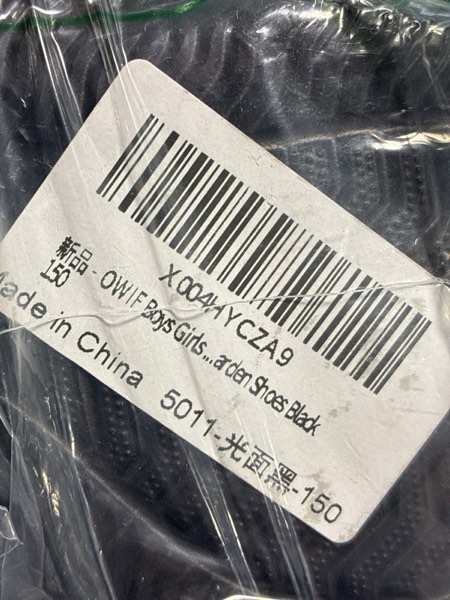 X004HYCZA9
新品 - OWIF Boys Girls...arden Shoes Black
150
Made in China
5011-光面黑-150